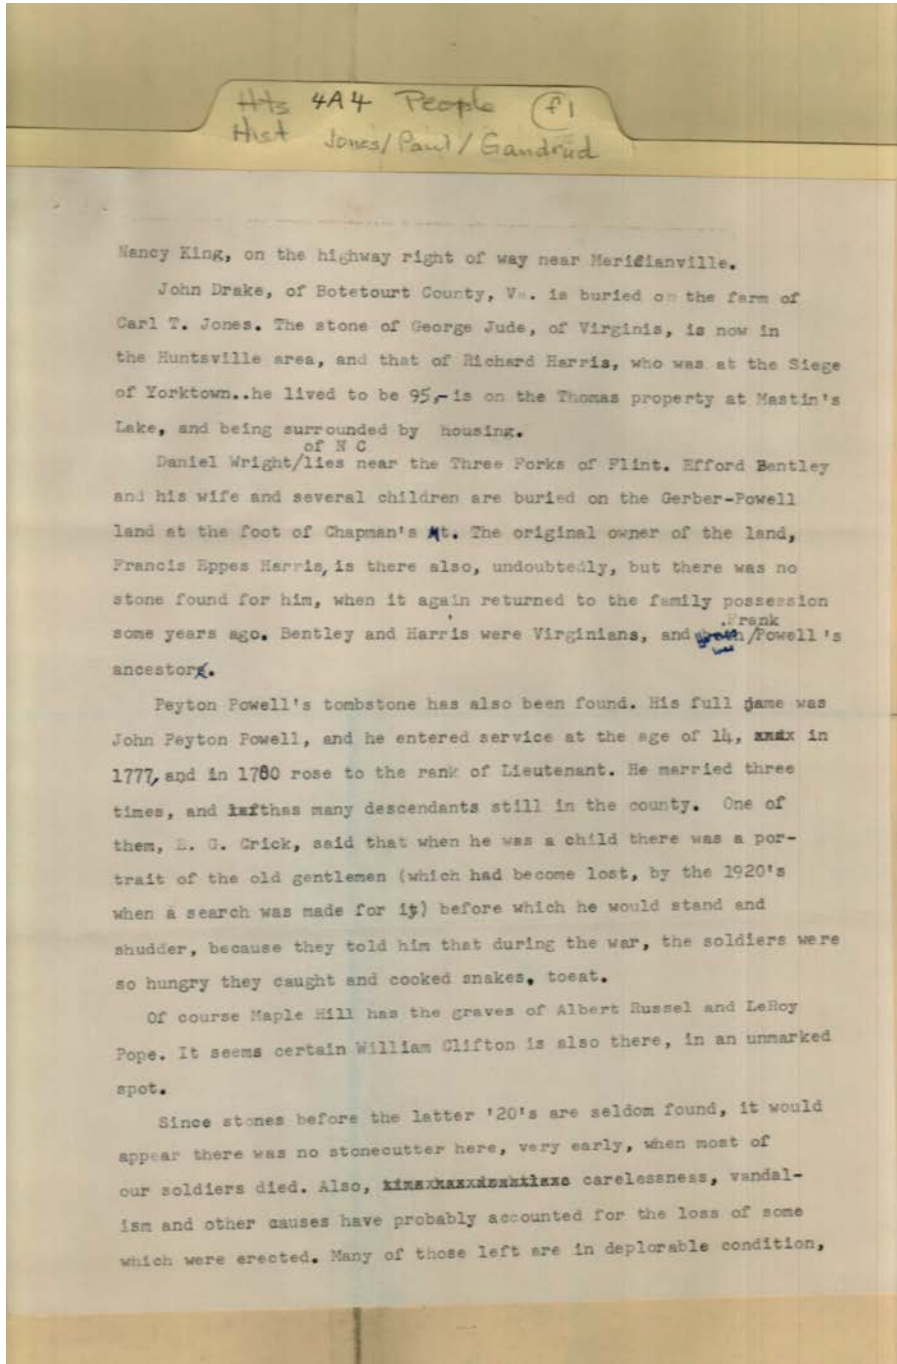 Hts 4A4 People f1
Hist Jones/Paul/Gandrud
Nancy King, on the highway right of way near Meridianville.
John Drake, of Botetourt County, Va. is buried on the farm of
Carl T. Jones. The stone of George Jude, of Virginis, is now in
the Huntsville area, and that of Richard Harris, who was at the Siege
of Yorktown..he lived to be 95,-is on the Thomas property at Mastin's
Lake, and being surrounded by housing.
of N C
Daniel Wright/lies near the Three Forks of Flint. Efford Bentley
and his wife and several children are buried on the Gerber-Powell
land at the foot of Chapman's Mt. The original owner of the land,
Francis Eppes Harris, is there also, undoubtedly, but there was no
stone found for him, when it again returned to the family possession
Frank
some years ago. Bentley and Harris were Virginians, and /Powell's
ancestors.
Peyton Powell's tombstone has also been found. His full name was
John Peyton Powell, and he entered service at the age of 14, in
1777, and in 1780 rose to the rank of Lieutenant. He married three
times, and has many descendants still in the county. One of
them, E. C. Crick, said that when he was a child there was a por-
trait of the old gentlemen (which had become lost, by the 1920's
when a search was made for it) before which he would stand and
shudder, because they told him that during the war, the soldiers were
so hungry they caught and cooked snakes, toeat.
Of course Maple Hill has the graves of Albert Russel and LeRoy
Pope. It seems certain William Clifton is also there, in an unmarked
spot.
Since stones before the latter '20's are seldom found, it would
appear there was no stonecutter here, very early, when most of
our soldiers died. Also, carelessness, vandal-
ism and other causes have probably accounted for the loss of some
which were erected. Many of those left are in deplorable condition,